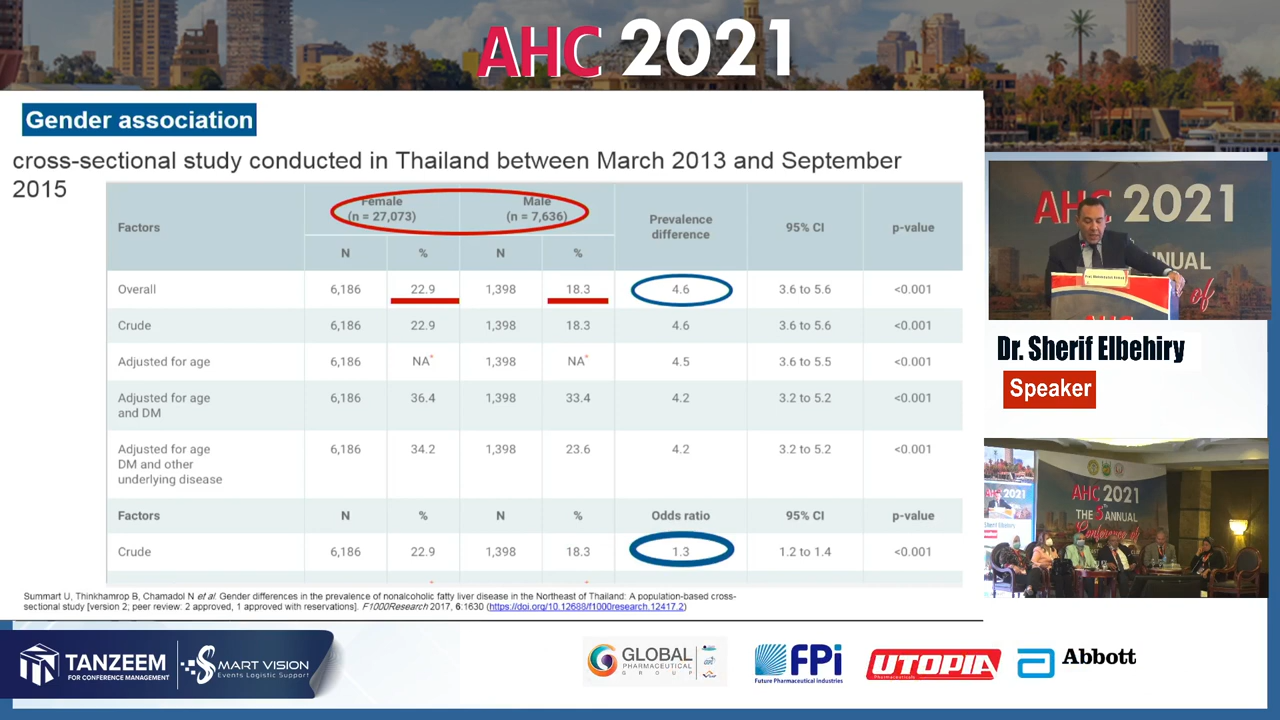 AHC 2021
Gender association
cross-sectional study conducted in Thailand between March 2013 and September
2015
Factors
Female
(n = 27,073)
Male
(n = 7,636)
Prevalence
difference
95% CI
p-value
N % N %
Overall 6,186 22.9 1,398 18.3 4.6 3.6 to 5.6 <0.001
Crude 6,186 22.9 1,398 18.3 4.6 3.6 to 5.6 <0.001
Adjusted for age 6,186 NA* 1,398 NA* 4.5 3.6 to 5.5 <0.001
Adjusted for age 6,186 36.4 1,398 33.4 4.2 3.2 to 5.2 <0.001
and DM
Adjusted for age 6,186 34.2 1,398 23.6 4.2 3.2 to 5.2 <0.001
DM and other
underlying disease
Factors N % N % Odds ratio 95% CI p-value
Crude 6,186 22.9 1,398 18.3 1.3 1.2 to 1.4 <0.001
Summart U, Thinkhamrop B, Chamadol N et al. Gender differences in the prevalence of nonalcoholic fatty liver disease in the Northeast of Thailand: A population-based cross-
sectional study [version 2; peer review: 2 approved, 1 approved with reservations]. F1000Research 2017, 6:1630 (https://doi.org/10.12688/f1000research.12417.2)
AHC 2021
NUAL
of
Dr. Sherif Elbehiry
Speaker
AHC 2021
THE 5th ANNUAL
Conference of
TANZEEM
FOR CONFERENCE MANAGEMENT
SMART VISION
Events Logistic Support
GLOBAL
PHARMACEUTICAL
GROUP
FPi
Future Pharmaceutical industries
UTOPIA
Pharmaceuticals
Abbott